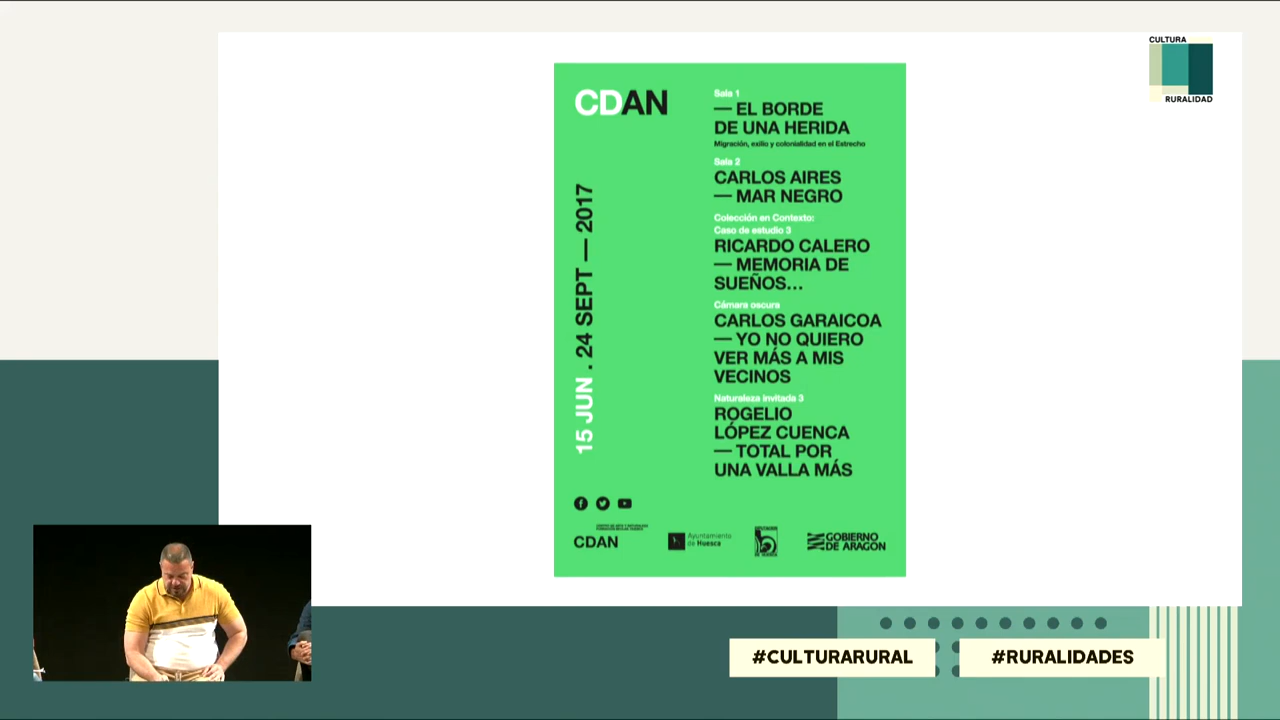 CULTURA
RURALIDAD
CDAN
15 JUN . 24 SEPT — 2017
Sala 1
— EL BORDE
DE UNA HERIDA
Migración, exilio y colonialidad en el Estrecho
Sala 2
CARLOS AIRES
— MAR NEGRO
Colección en Contexto:
Caso de estudio 3
RICARDO CALERO
— MEMORIA DE
SUEÑOS...
Cámara oscura
CARLOS GARAICOA
— YO NO QUIERO
VER MÁS A MIS
VECINOS
Naturaleza invitada 3
ROGELIO
LÓPEZ CUENCA
— TOTAL POR
UNA VALLA MÁS
CDAN
Ayuntamiento
de Huesca
GOBIERNO
DE ARAGON
#CULTURARURAL
#RURALIDADES